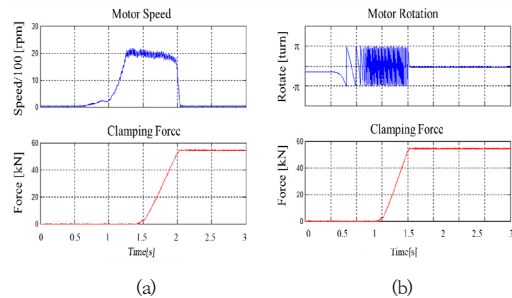 Motor Speed
Speed/100 [rpm]
30
20
10
0
Clamping Force
Force [kN]
60
40
20
0
0 0.5 1 1.5 2 2.5 3
Time[s]
(a)
Motor Rotation
Rotate [turn]
π
-π
Clamping Force
Force [kN]
60
40
20
0
0 0.5 1 1.5 2 2.5 3
Time[s]
(b)